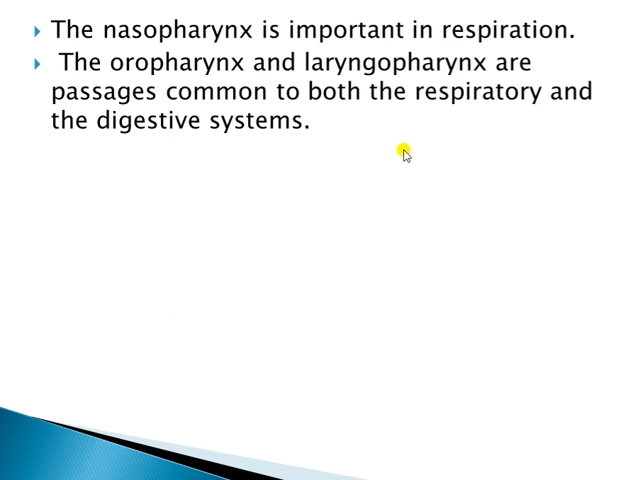 The nasopharynx is important in respiration.
The oropharynx and laryngopharynx are
passages common to both the respiratory and
the digestive systems.